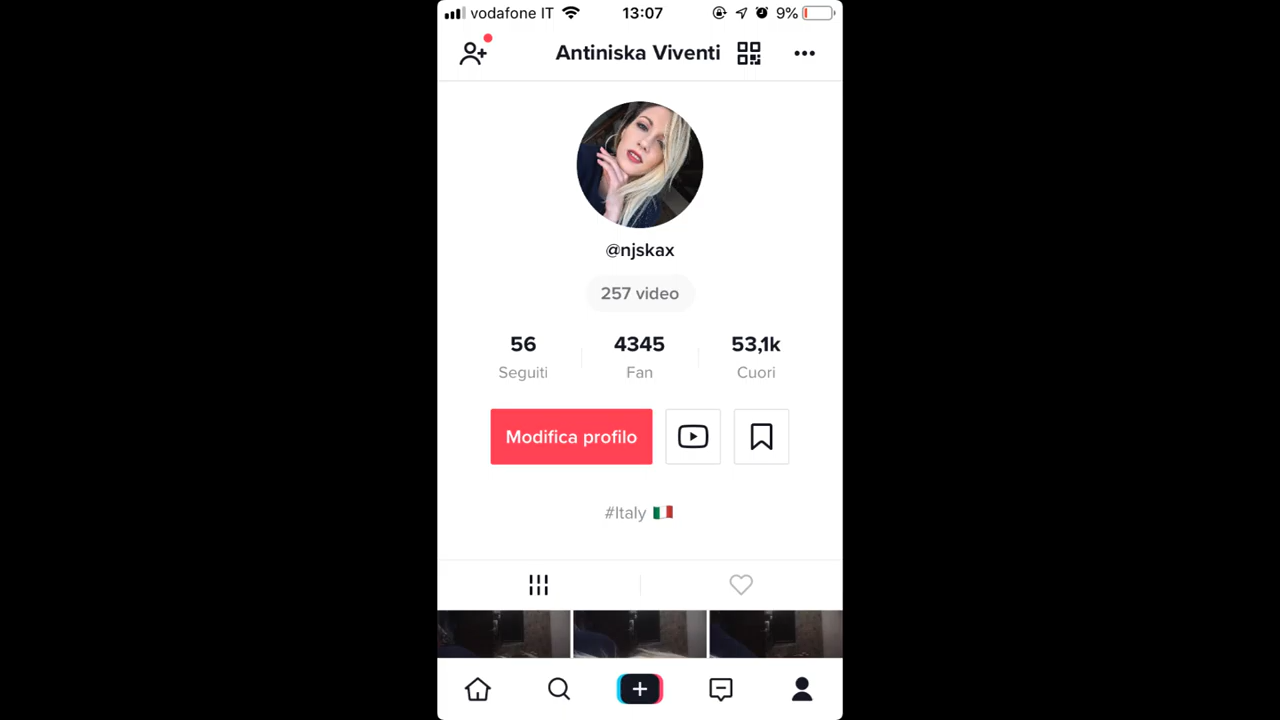 vodafone IT 13:07 9%
Antiniska Viventi
@njskax
257 video
56 4345 53,1k
Seguiti Fan Cuori
Modifica profilo
#Italy